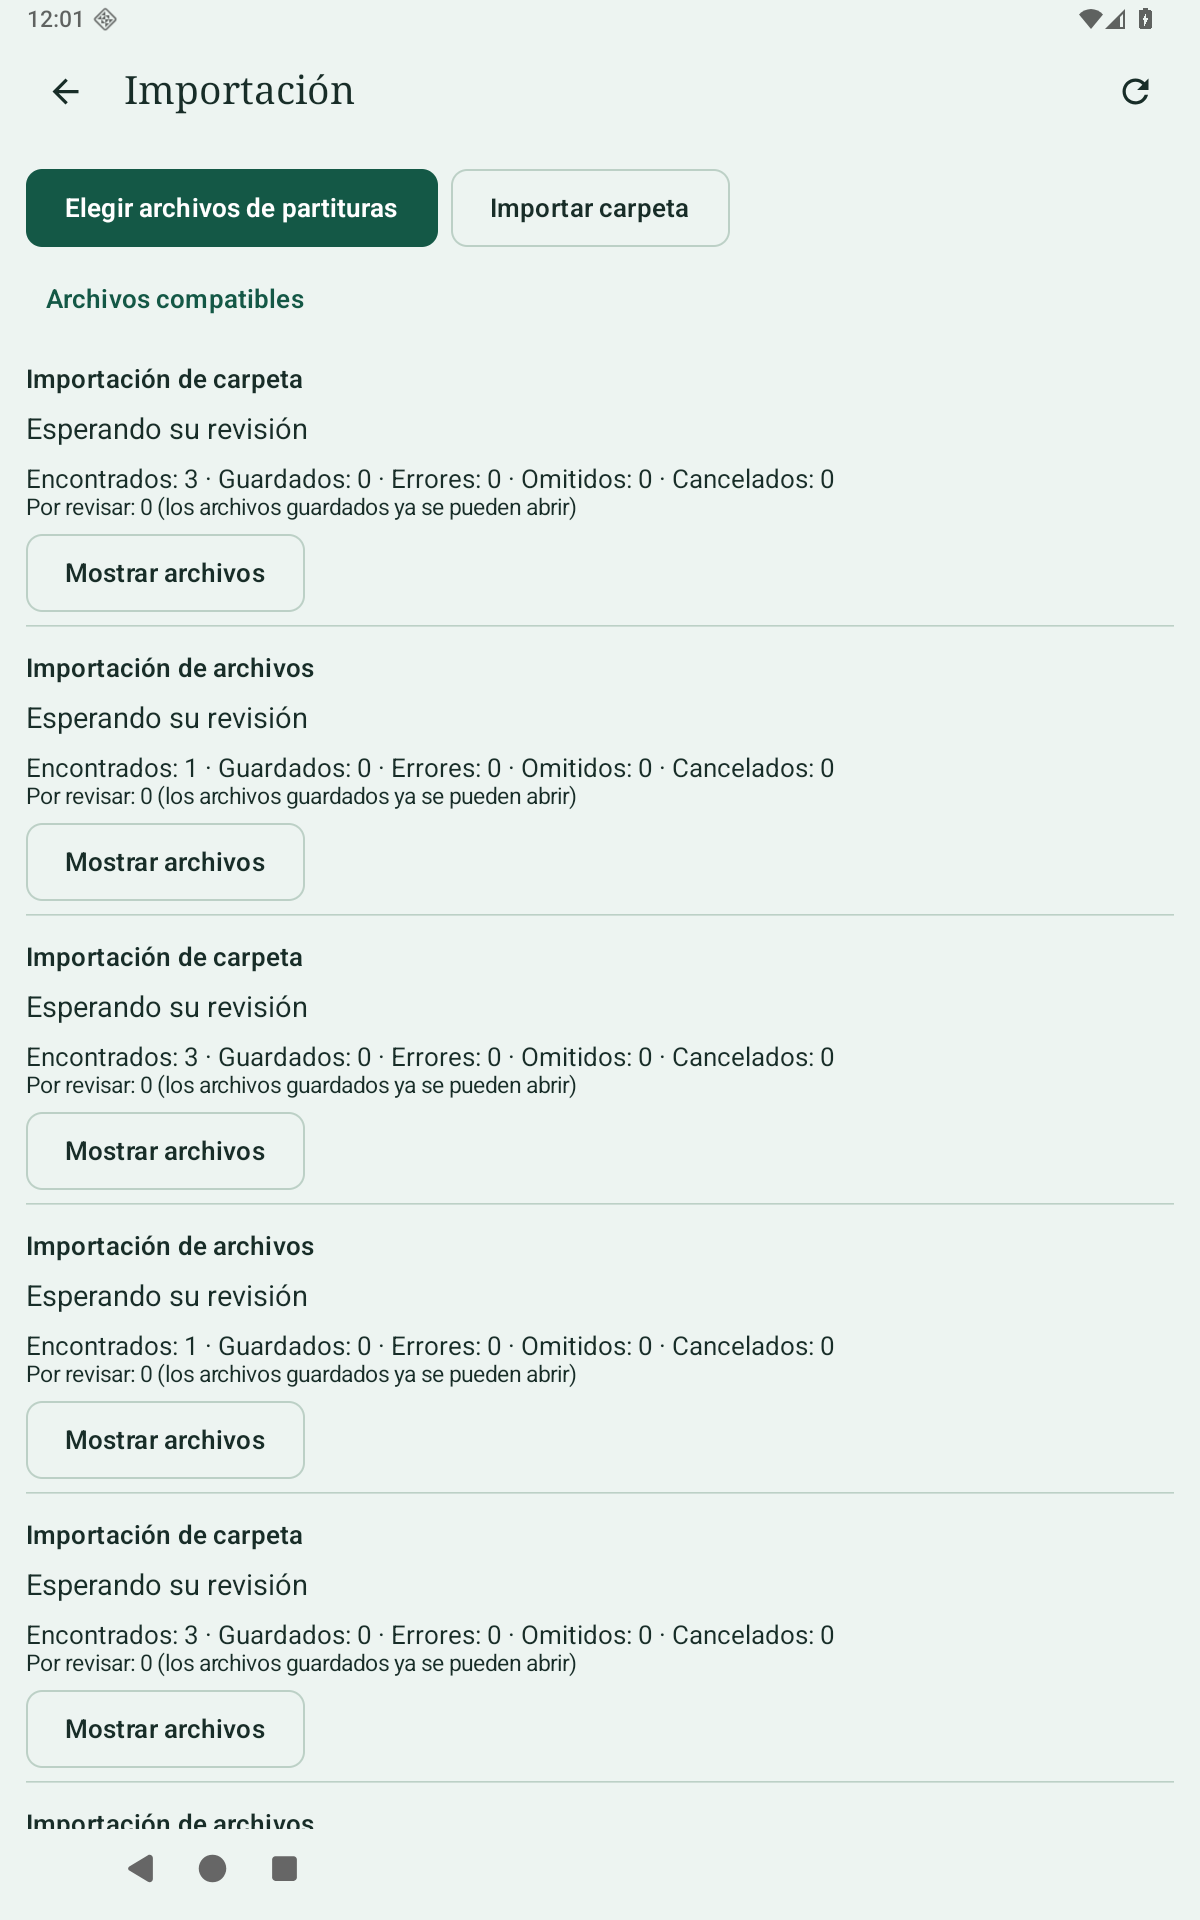 12:01
Importación
Elegir archivos de partituras
Importar carpeta
Archivos compatibles
Importación de carpeta
Esperando su revisión
Encontrados: 3 · Guardados: 0 · Errores: 0 · Omitidos: 0 · Cancelados: 0
Por revisar: 0 (los archivos guardados ya se pueden abrir)
Mostrar archivos
Importación de archivos
Esperando su revisión
Encontrados: 1 · Guardados: 0 · Errores: 0 · Omitidos: 0 · Cancelados: 0
Por revisar: 0 (los archivos guardados ya se pueden abrir)
Mostrar archivos
Importación de carpeta
Esperando su revisión
Encontrados: 3 · Guardados: 0 · Errores: 0 · Omitidos: 0 · Cancelados: 0
Por revisar: 0 (los archivos guardados ya se pueden abrir)
Mostrar archivos
Importación de archivos
Esperando su revisión
Encontrados: 1 · Guardados: 0 · Errores: 0 · Omitidos: 0 · Cancelados: 0
Por revisar: 0 (los archivos guardados ya se pueden abrir)
Mostrar archivos
Importación de carpeta
Esperando su revisión
Encontrados: 3 · Guardados: 0 · Errores: 0 · Omitidos: 0 · Cancelados: 0
Por revisar: 0 (los archivos guardados ya se pueden abrir)
Mostrar archivos
Importación de archivos